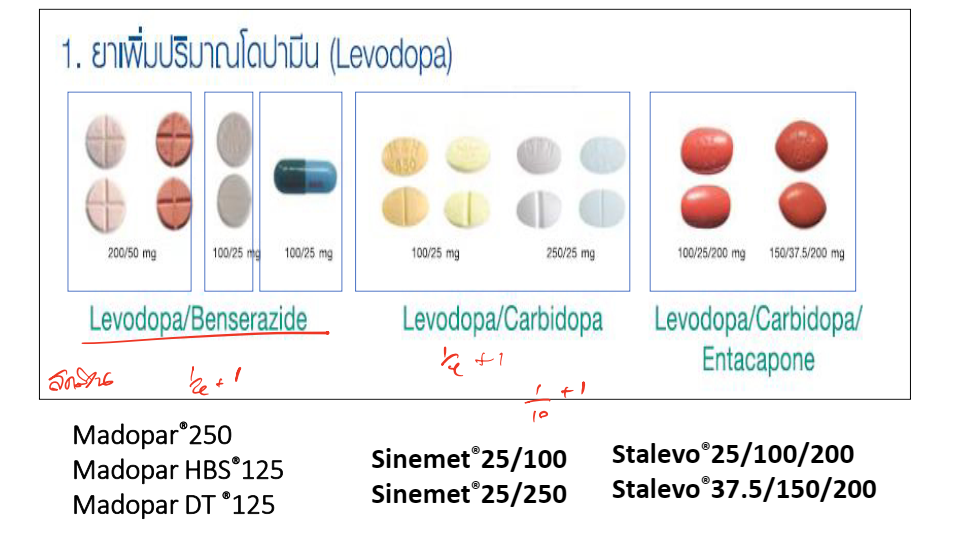 1. ยาเพิ่มปริมาณโดปามีน (Levodopa)
200/50 mg
100/25 mg
100/25 mg
100/25 mg
250/25 mg
100/25/200 mg
150/37.5/200 mg
Levodopa/Benserazide
Levodopa/Carbidopa
Levodopa/Carbidopa/
Entacapone
1/4 + 1
1/4 + 1
1/10 + 1
Madopar®250
Madopar HBS®125
Madopar DT ®125
Sinemet®25/100
Sinemet®25/250
Stalevo®25/100/200
Stalevo®37.5/150/200